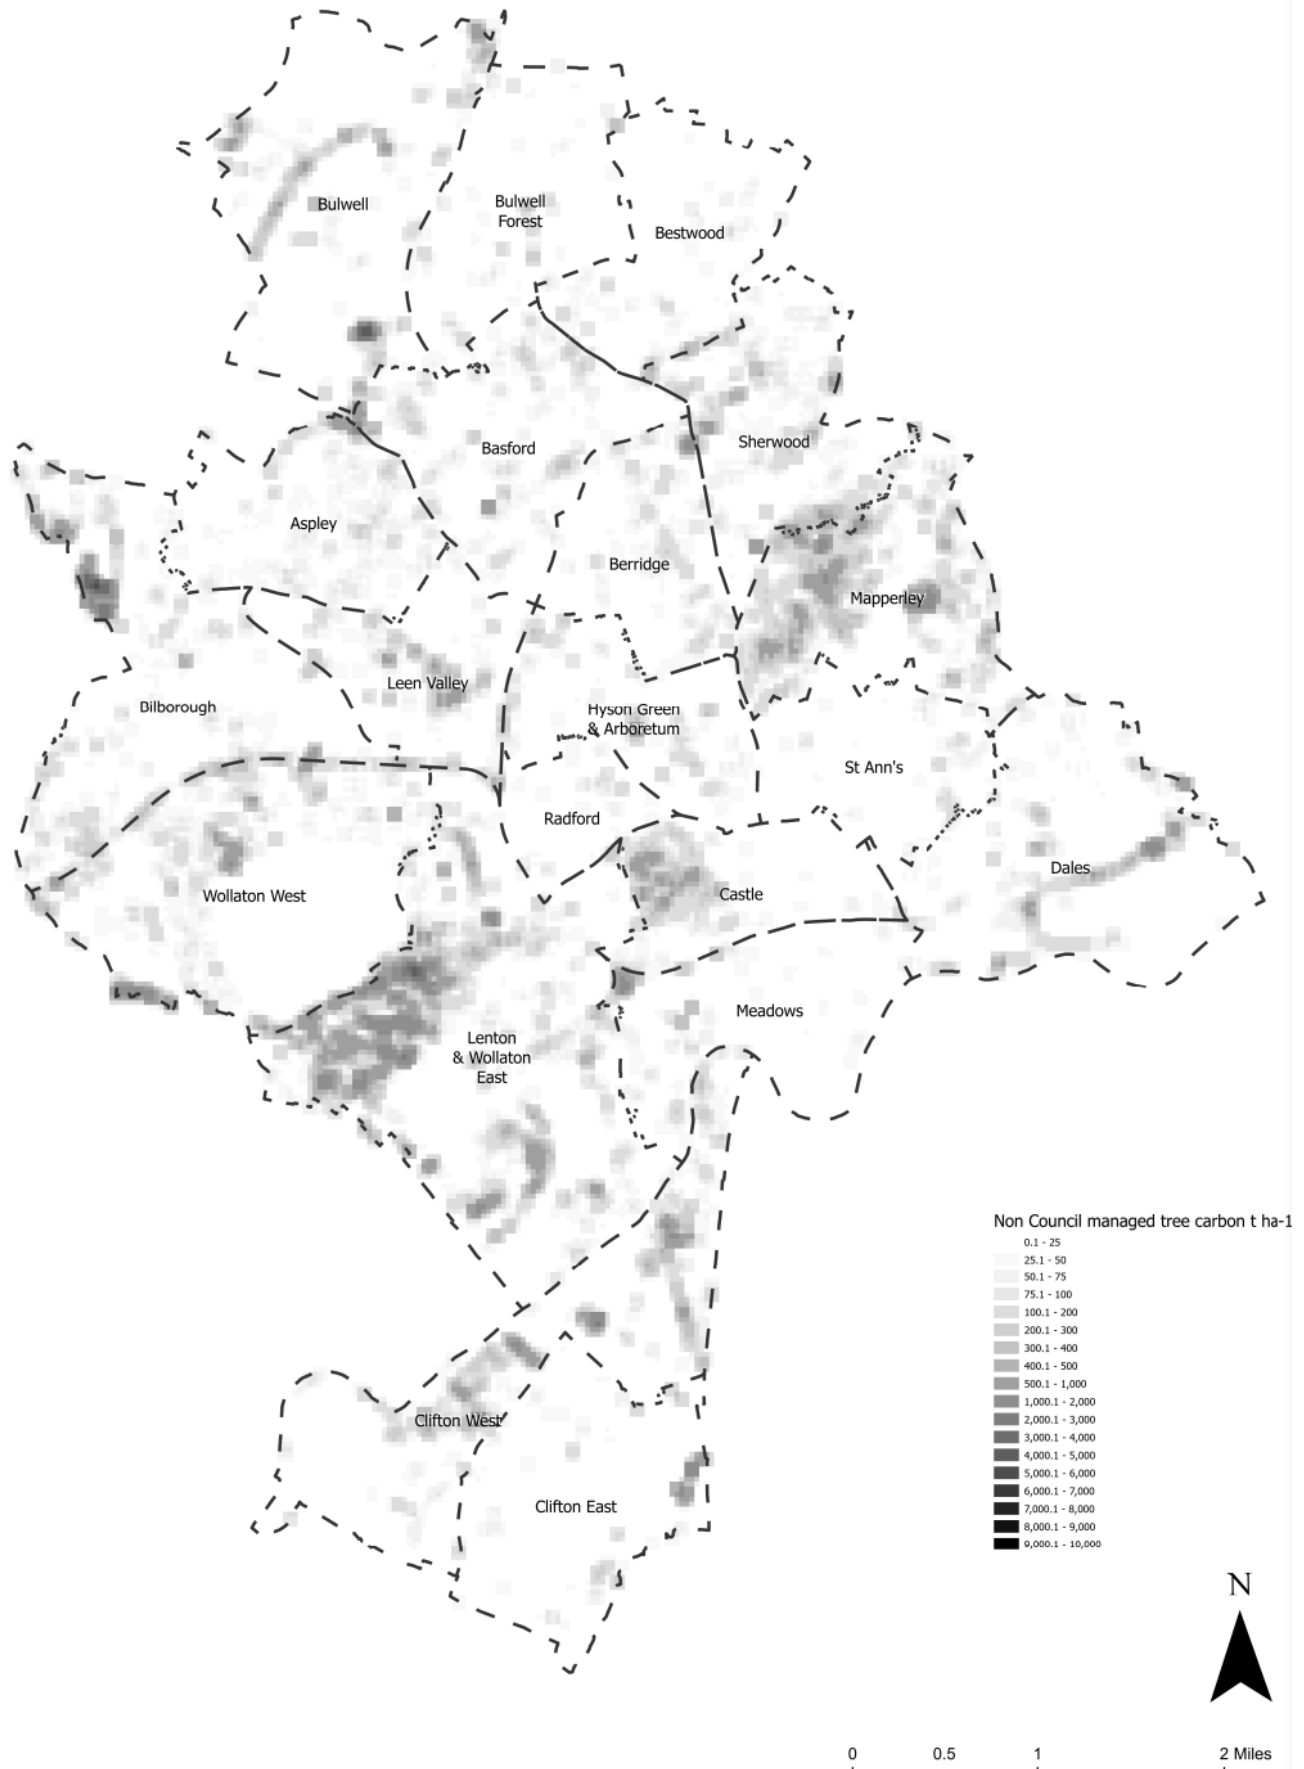 Bulwell
Bulwell
Forest
Bestwood
Basford
Sherwood
Aspley
Berridge
Mapperley
Leen Valley
Bilborough
Hyson Green
& Arboretum
St Ann's
Radford
Dales
Wollaton West
Castle
Meadows
Lenton
& Wollaton
East
Clifton West
Clifton East
Non Council managed tree carbon t ha-1
0.1 - 25
25.1 - 50
50.1 - 75
75.1 - 100
100.1 - 200
200.1 - 300
300.1 - 400
400.1 - 500
500.1 - 1,000
1,000.1 - 2,000
2,000.1 - 3,000
3,000.1 - 4,000
4,000.1 - 5,000
5,000.1 - 6,000
6,000.1 - 7,000
7,000.1 - 8,000
8,000.1 - 9,000
9,000.1 - 10,000
N
0 0.5 1 2 Miles